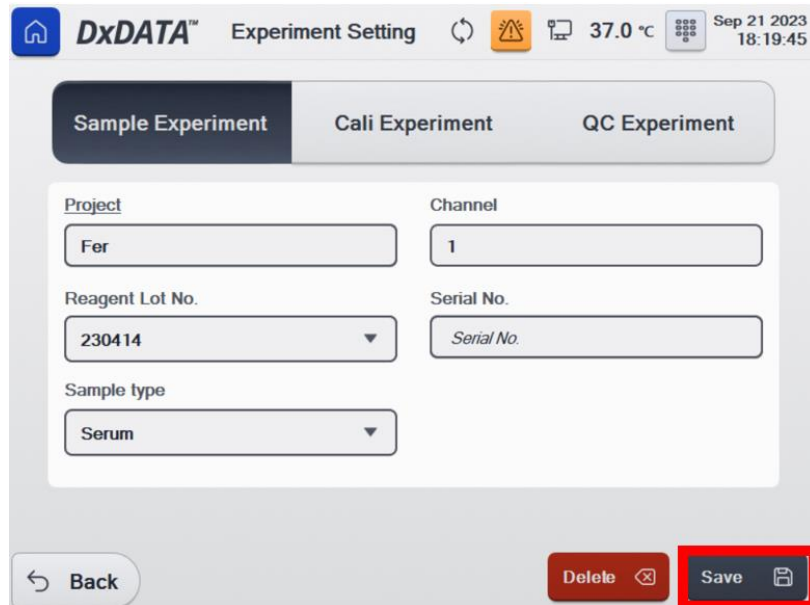 DxDATA™ Experiment Setting 37.0 ℃ Sep 21 2023
18:19:45
Sample Experiment Cali Experiment QC Experiment
Project Channel
Fer 1
Reagent Lot No. Serial No.
230414 Serial No.
Sample type
Serum
Back Delete Save